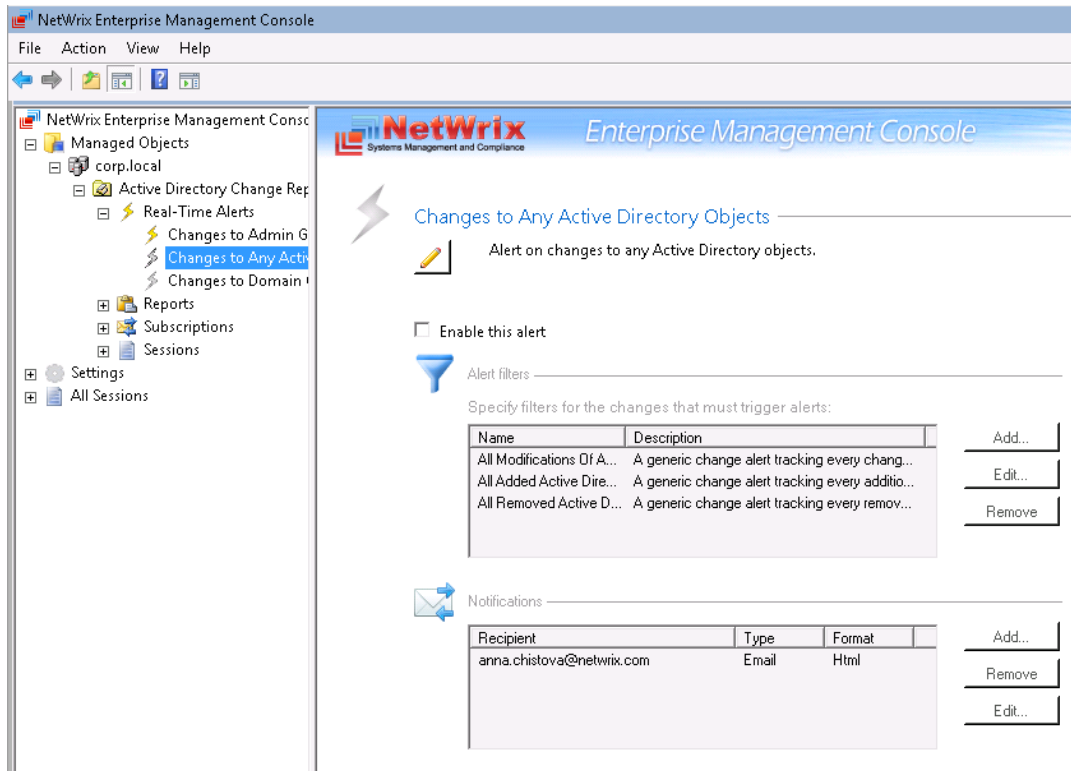 NetWrix Enterprise Management Console
File Action View Help
NetWrix Enterprise Management Consc
Managed Objects
corp.local
Active Directory Change Rep
Real-Time Alerts
Changes to Admin G
Changes to Any Activ
Changes to Domain
Reports
Subscriptions
Sessions
Settings
All Sessions
NetWrix
Systems Management and Compliance
Enterprise Management Console
Changes to Any Active Directory Objects
Alert on changes to any Active Directory objects.
Enable this alert
Alert filters
Specify filters for the changes that must trigger alerts:
Name Description
All Modifications Of A... A generic change alert tracking every chang...
All Added Active Dire... A generic change alert tracking every additio...
All Removed Active D... A generic change alert tracking every remov...
Add...
Edit...
Remove
Notifications
Recipient Type Format
anna.chistova@netwrix.com Email Html
Add...
Remove
Edit...